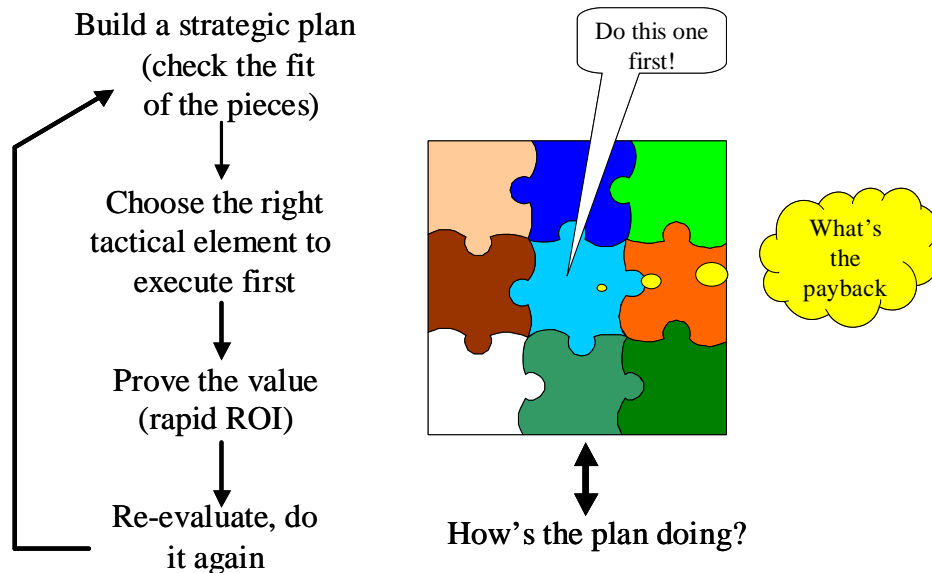 Build a strategic plan
(check the fit
of the pieces)
Choose the right
tactical element to
execute first
Prove the value
(rapid ROI)
Re-evaluate, do
it again
Do this one
first!
What’s
the
payback
How’s the plan doing?